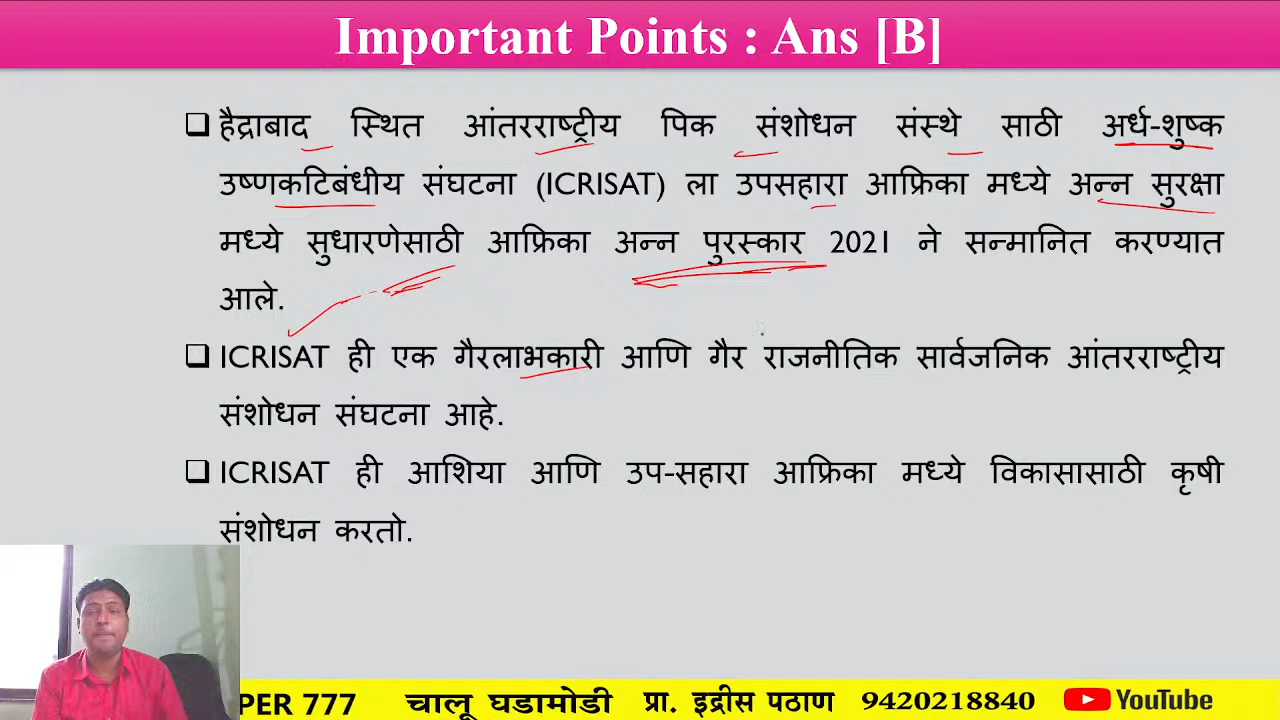 Important Points : Ans [B]
❑ हैद्राबाद स्थित आंतरराष्ट्रीय पिक संशोधन संस्थे साठी अर्ध-शुष्क
उष्णकटिबंधीय संघटना (ICRISAT) ला उपसहारा आफ्रिका मध्ये अन्न सुरक्षा
मध्ये सुधारणेसाठी आफ्रिका अन्न पुरस्कार 2021 ने सन्मानित करण्यात
आले.
❑ ICRISAT ही एक गैरलाभकारी आणि गैर राजनीतिक सार्वजनिक आंतरराष्ट्रीय
संशोधन संघटना आहे.
❑ ICRISAT ही आशिया आणि उप-सहारा आफ्रिका मध्ये विकासासाठी कृषी
संशोधन करतो.
PER 777 चालू घडामोडी प्रा. इद्रीस पठाण 9420218840 YouTube